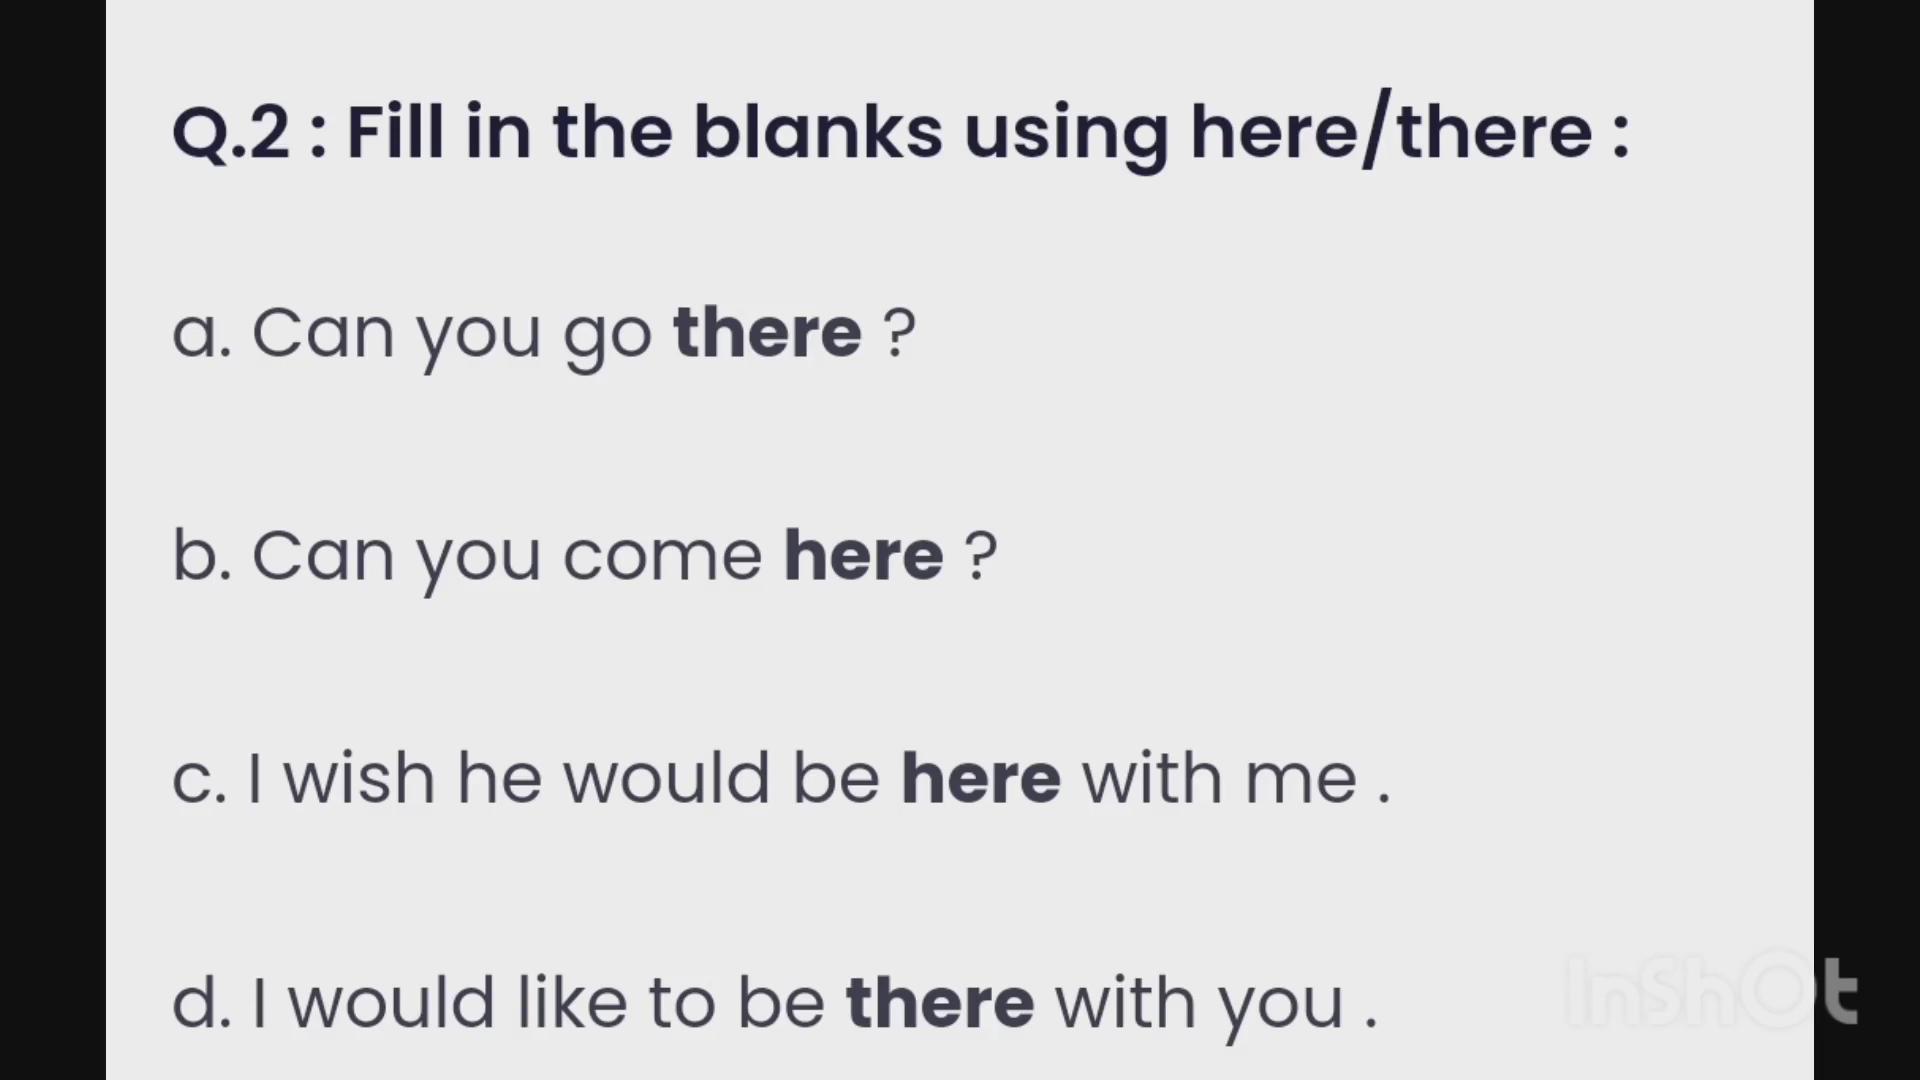 Q.2 : Fill in the blanks using here/there :
a. Can you go there ?
b. Can you come here ?
c. I wish he would be here with me .
d. I would like to be there with you .
InShOt